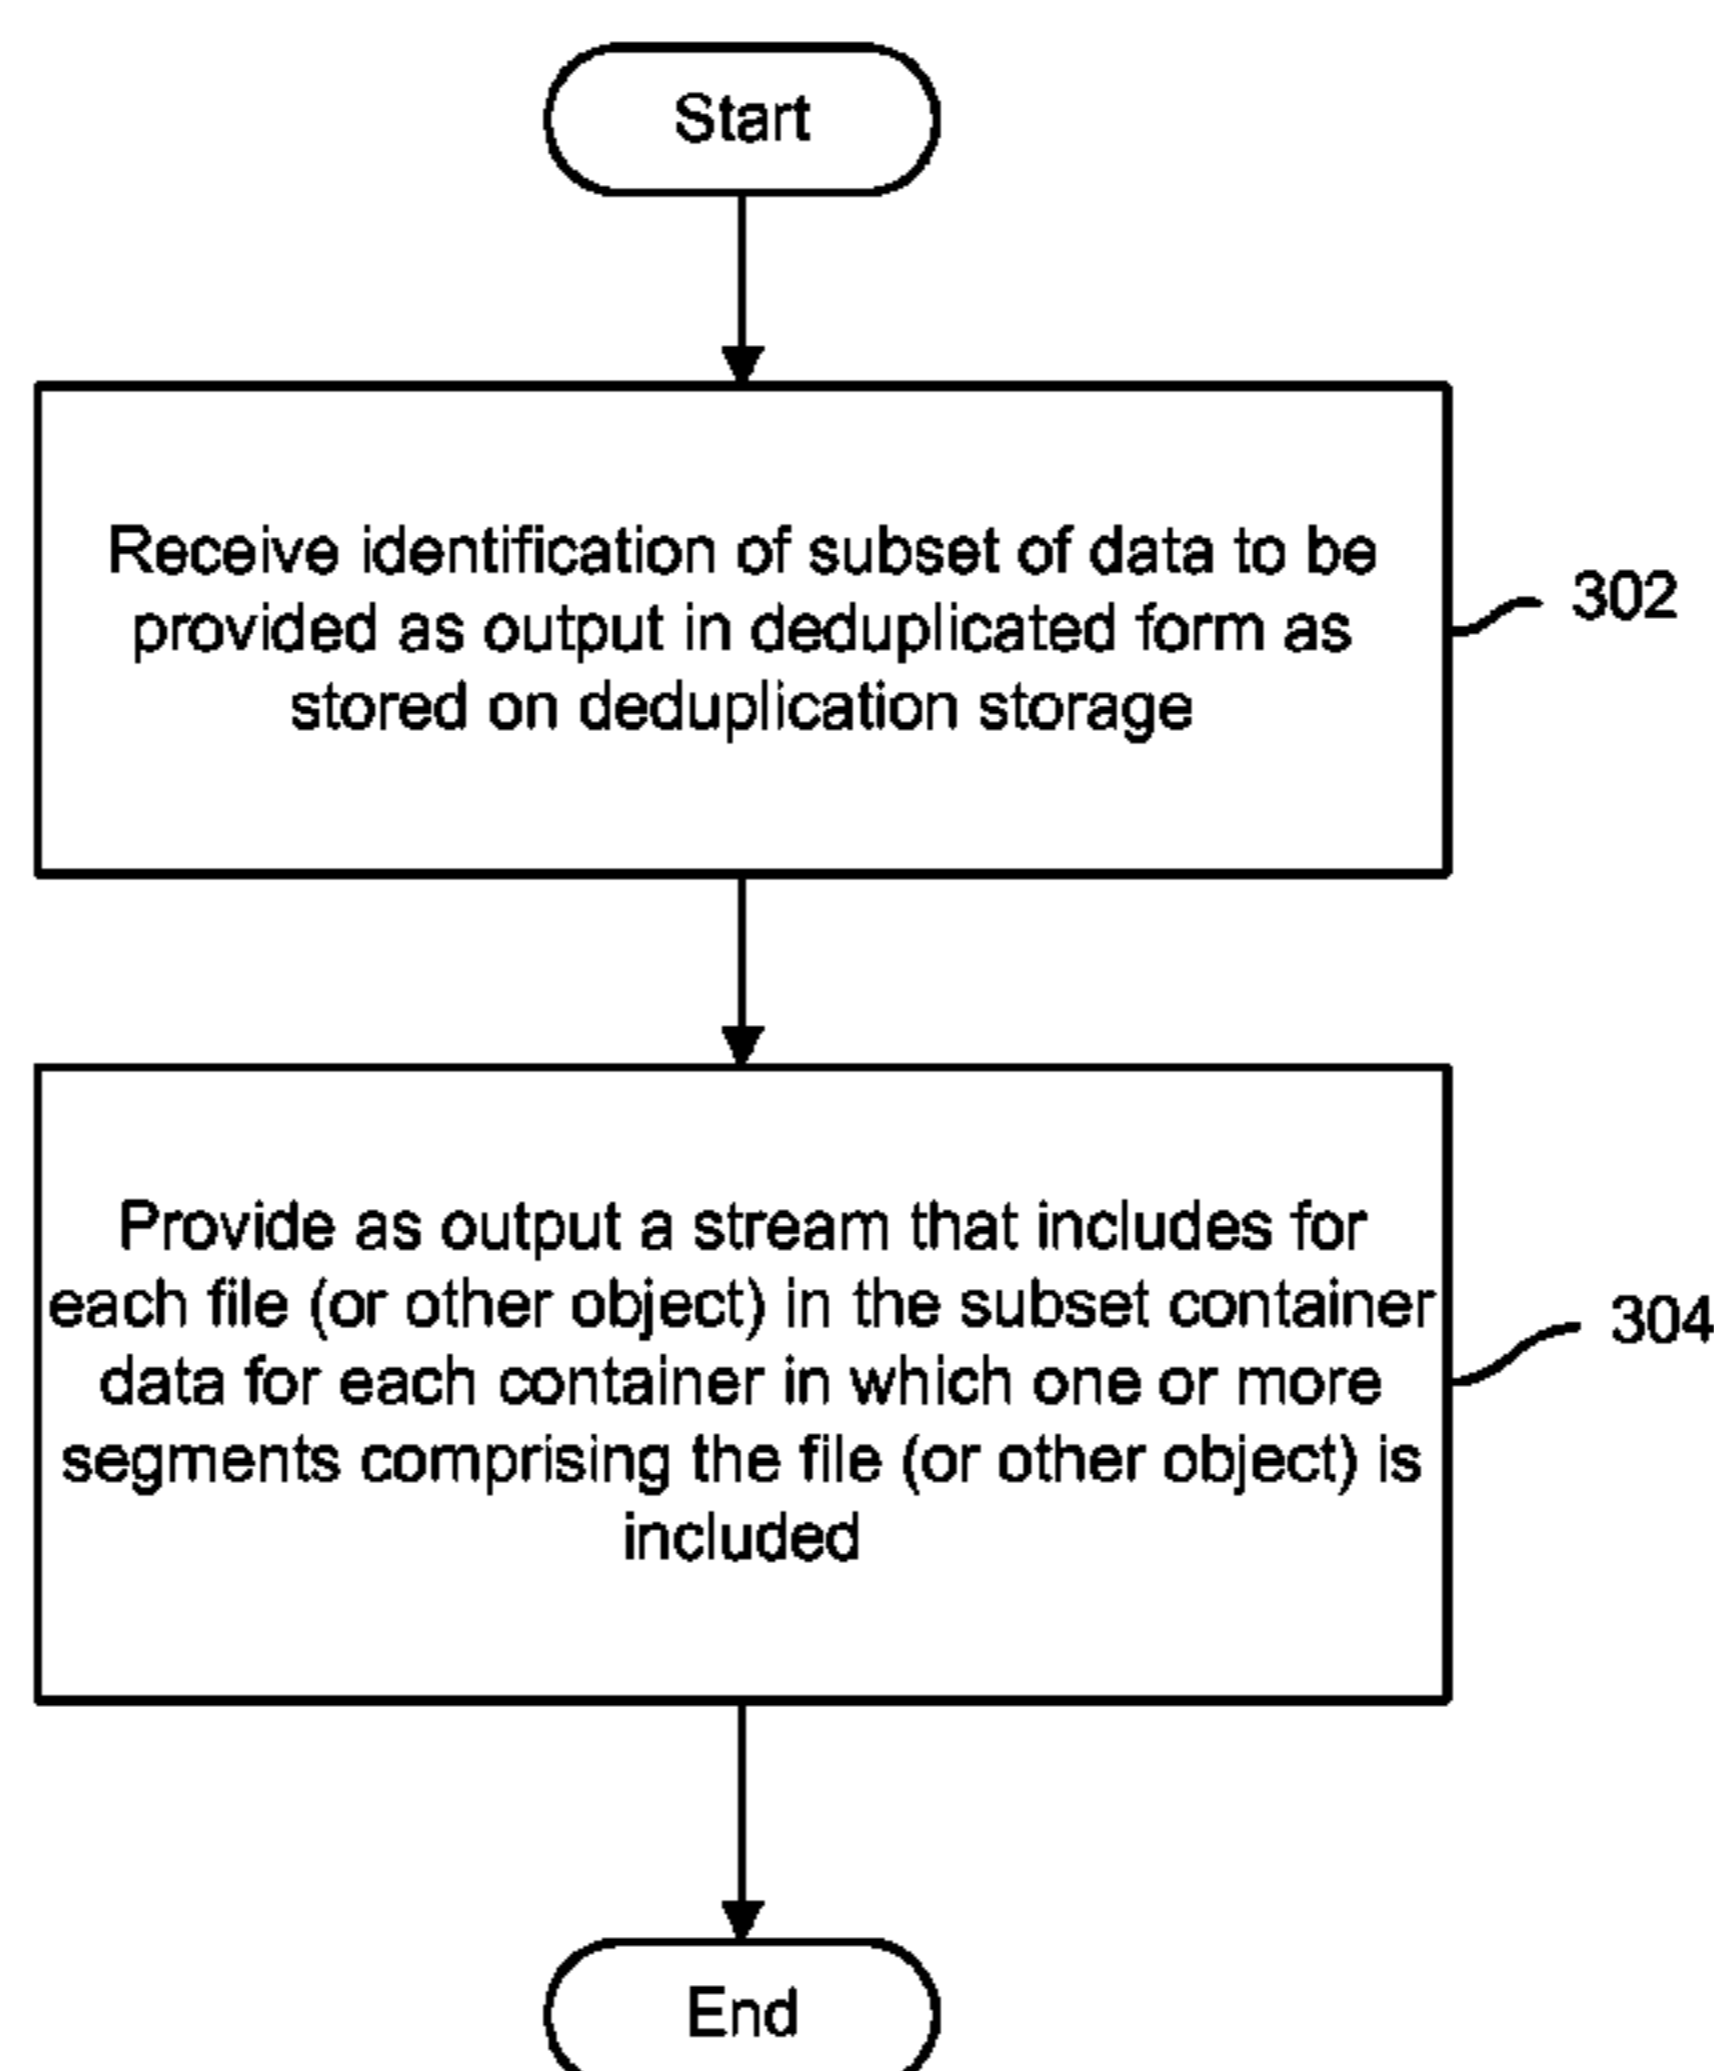 Start
Receive identification of subset of data to be
provided as output in deduplicated form as
stored on deduplication storage
302
Provide as output a stream that includes for
each file (or other object) in the subset container
data for each container in which one or more
segments comprising the file (or other object) is
included
304
End